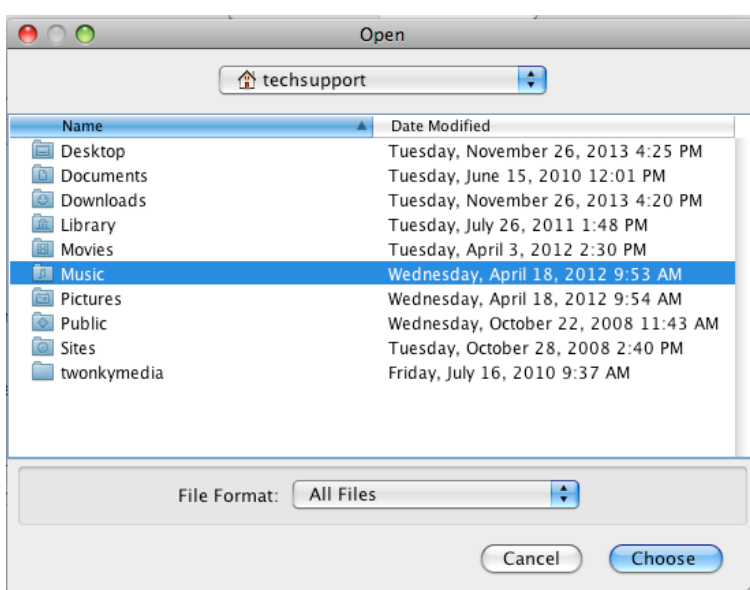 Open
techsupport
Name Date Modified
Desktop Tuesday, November 26, 2013 4:25 PM
Documents Tuesday, June 15, 2010 12:01 PM
Downloads Tuesday, November 26, 2013 4:20 PM
Library Tuesday, July 26, 2011 1:48 PM
Movies Tuesday, April 3, 2012 2:30 PM
Music Wednesday, April 18, 2012 9:53 AM
Pictures Wednesday, April 18, 2012 9:54 AM
Public Wednesday, October 22, 2008 11:43 AM
Sites Tuesday, October 28, 2008 2:40 PM
twonkymedia Friday, July 16, 2010 9:37 AM
File Format: All Files
Cancel Choose